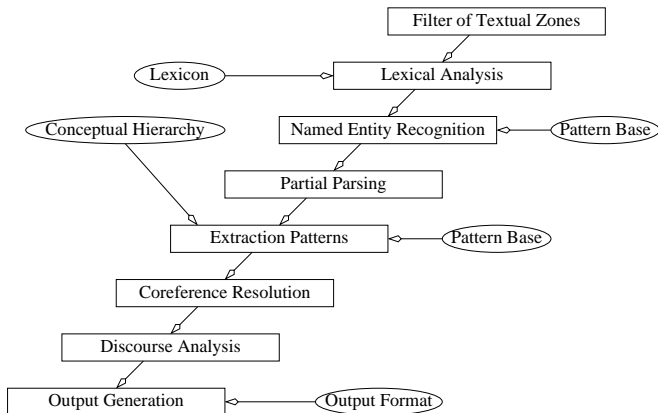 Filter of Textual Zones
Lexicon
Lexical Analysis
Conceptual Hierarchy
Named Entity Recognition
Pattern Base
Partial Parsing
Extraction Patterns
Pattern Base
Coreference Resolution
Discourse Analysis
Output Generation
Output Format